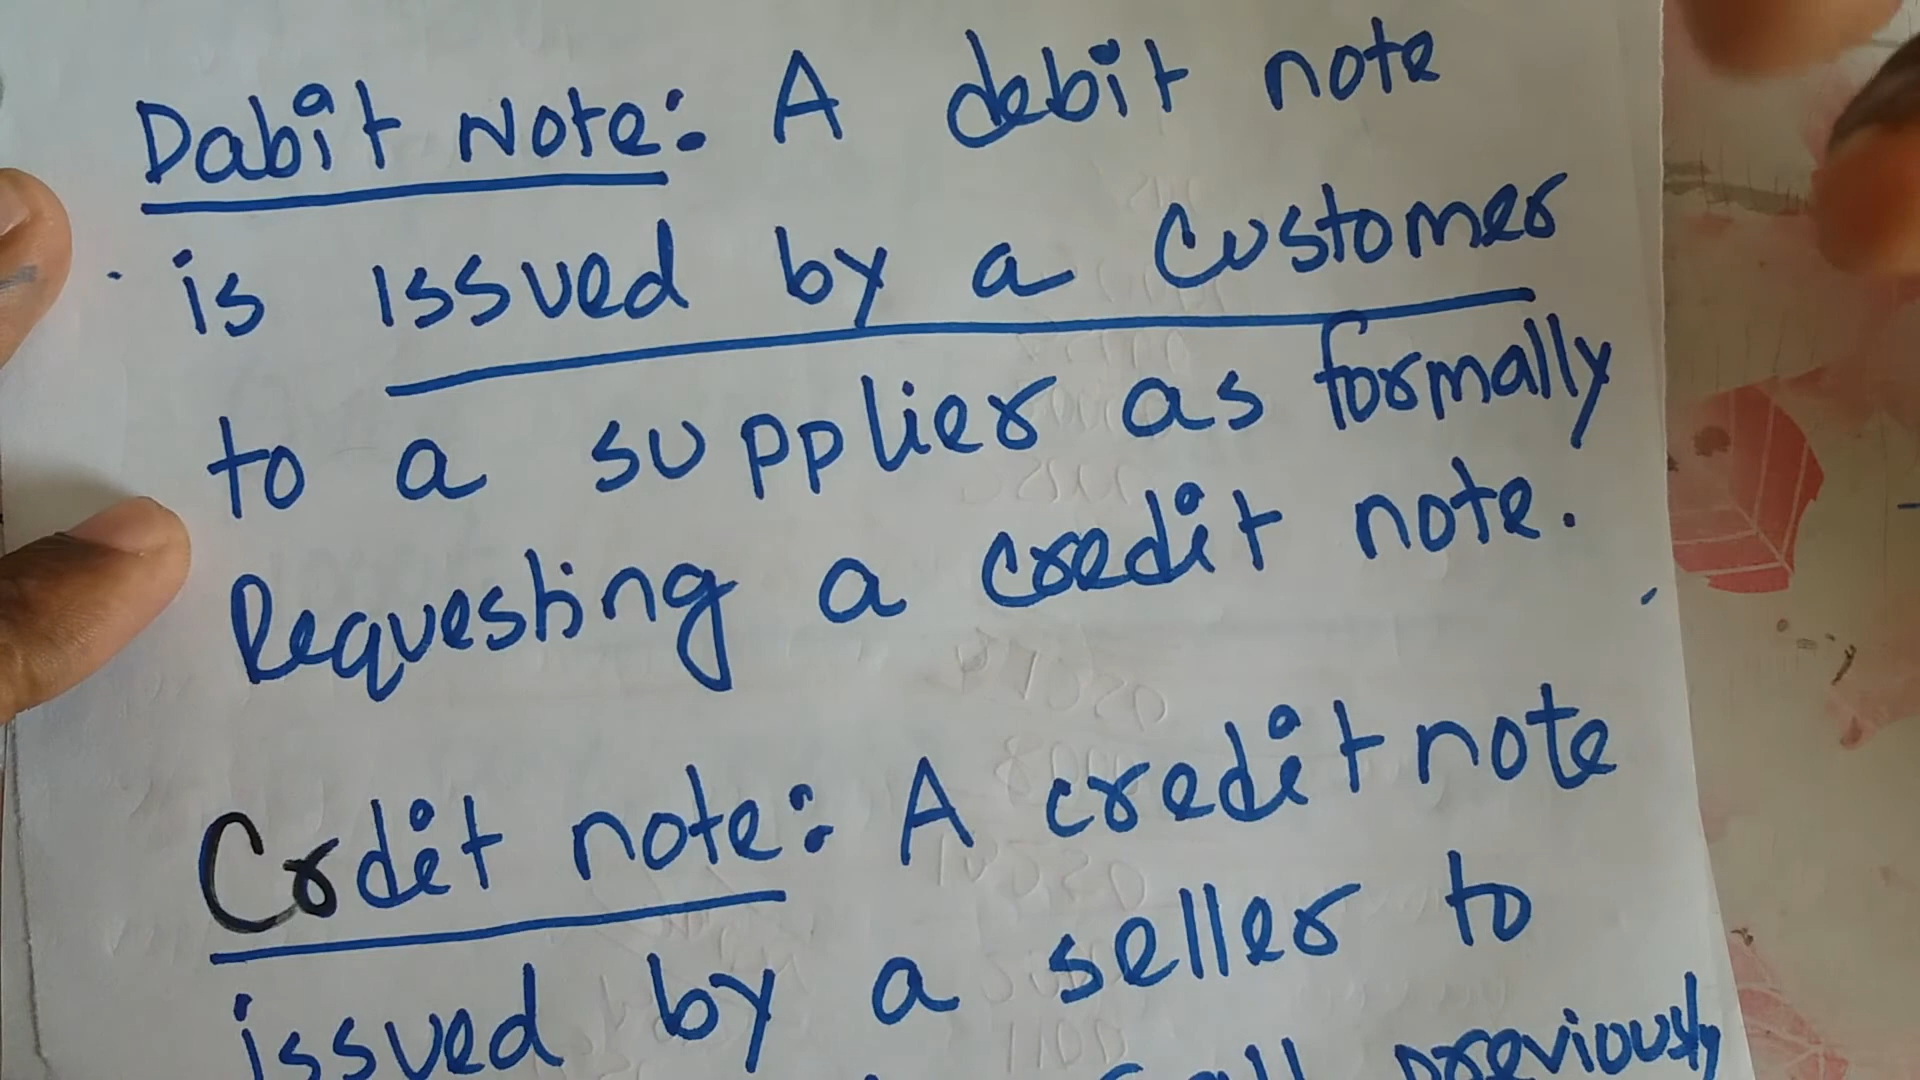 Dabit Note: A debit note
is issued by a customer
to a supplier as formally
Requesting a credit note.
Crdit note: A credit note
issued by a seller to
previously